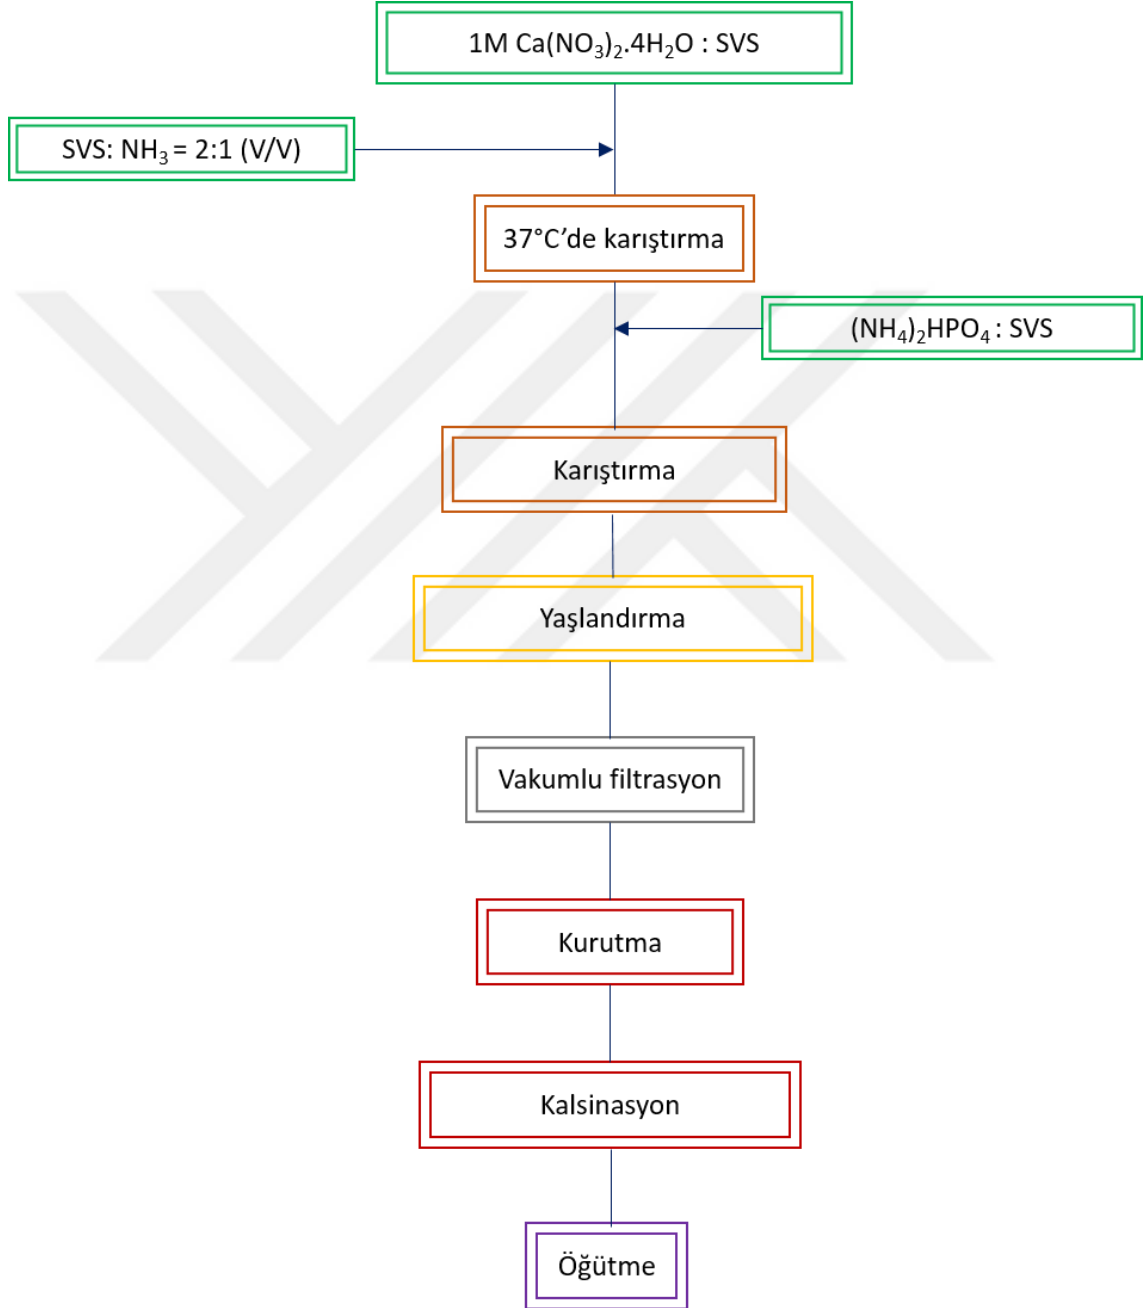 1M Ca(NO₃)₂.4H₂O : SVS
SVS: NH₃ = 2:1 (V/V)
37°C’de karıştırma
(NH₄)₂HPO₄ : SVS
Karıştırma
Yaşlandırma
Vakumlu filtrasyon
Kurutma
Kalsinasyon
Öğütme